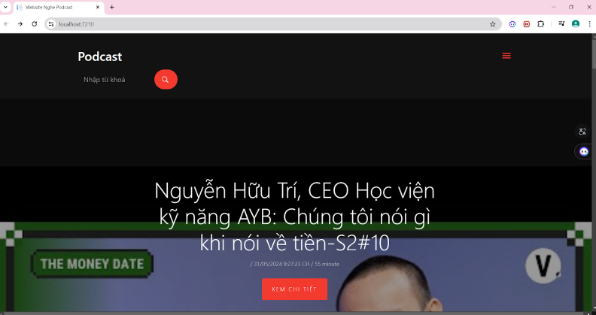 Website Nghe Podcast
localhost:7210
Podcast
Nhập từ khoá
Nguyễn Hữu Trí, CEO Học viện
kỹ năng AYB: Chúng tôi nói gì
khi nói về tiền-S2#10
THE MONEY DATE
V.
/ 31/05/2024 9:27:23 CH / 55 minute
XEM CHI TIẾT